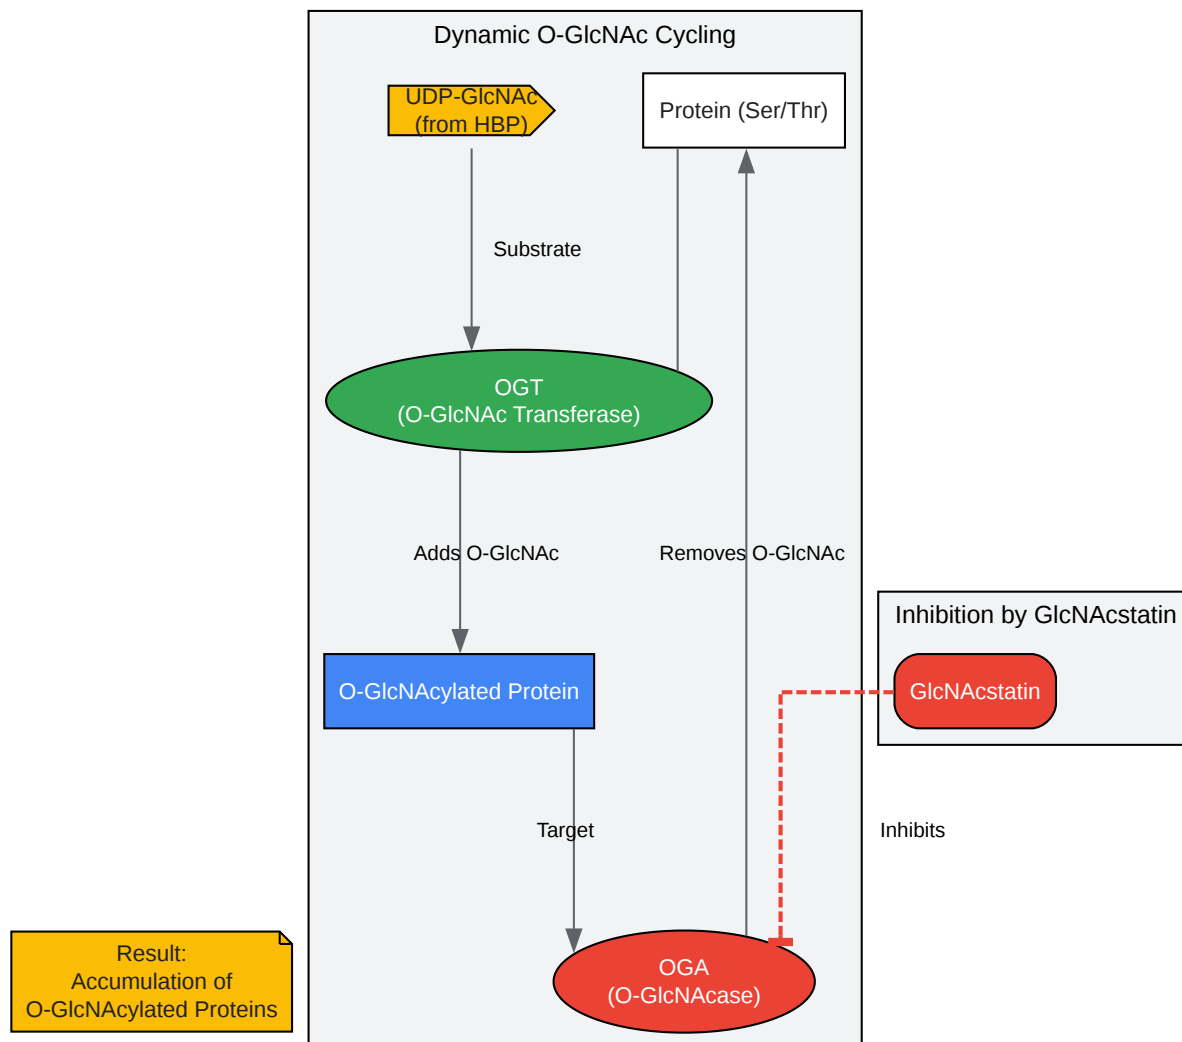 Dynamic O-GlcNAc Cycling
UDP-GlcNAc
(from HBP)
Protein (Ser/Thr)
Substrate
OGT
(O-GlcNAc Transferase)
Adds O-GlcNAc
Removes O-GlcNAc
Inhibition by GlcNAcstatin
O-GlcNAcylated Protein
GlcNAcstatin
Target
Inhibits
Result:
Accumulation of
O-GlcNAcylated Proteins
OGA
(O-GlcNAcase)